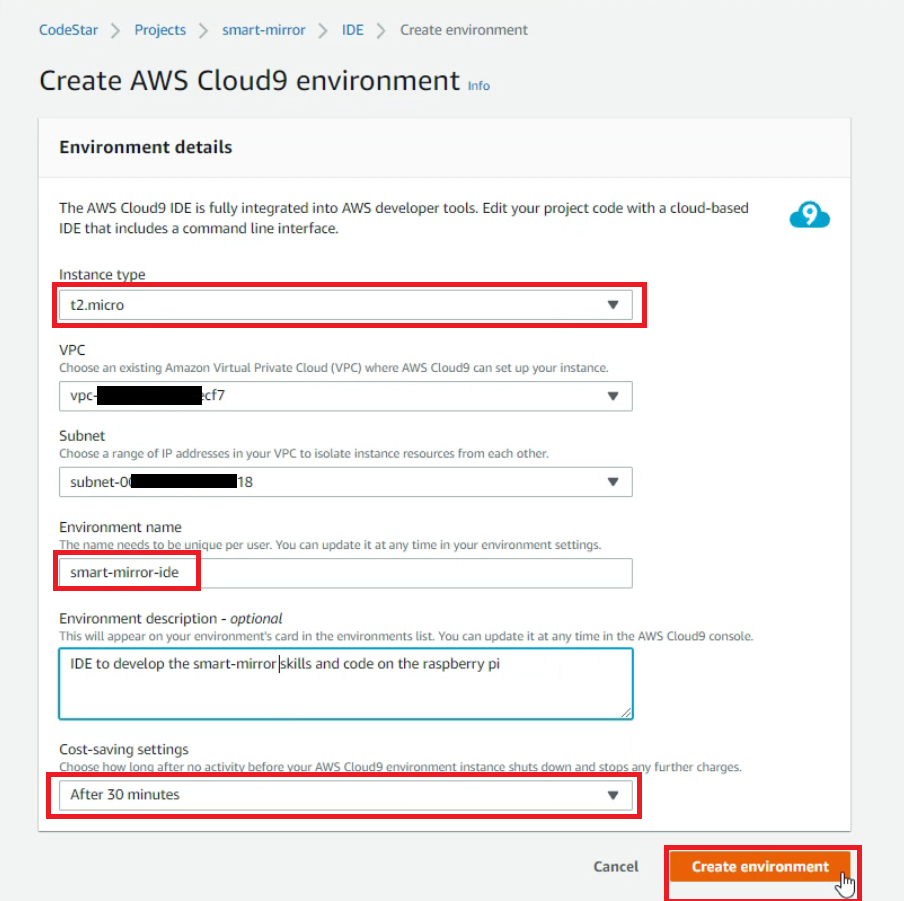 CodeStar > Projects > smart-mirror > IDE > Create environment
Create AWS Cloud9 environment Info
Environment details
The AWS Cloud9 IDE is fully integrated into AWS developer tools. Edit your project code with a cloud-based
IDE that includes a command line interface.
9
Instance type
t2.micro
VPC
Choose an existing Amazon Virtual Private Cloud (VPC) where AWS Cloud9 can set up your instance.
vpc- ecf7
Subnet
Choose a range of IP addresses in your VPC to isolate instance resources from each other.
subnet-00 18
Environment name
The name needs to be unique per user. You can update it at any time in your environment settings.
smart-mirror-ide
Environment description - optional
This will appear on your environment's card in the environments list. You can update it at any time in the AWS Cloud9 console.
IDE to develop the smart-mirror skills and code on the raspberry pi
Cost-saving settings
Choose how long after no activity before your AWS Cloud9 environment instance shuts down and stops any further charges.
After 30 minutes
Cancel
Create environment